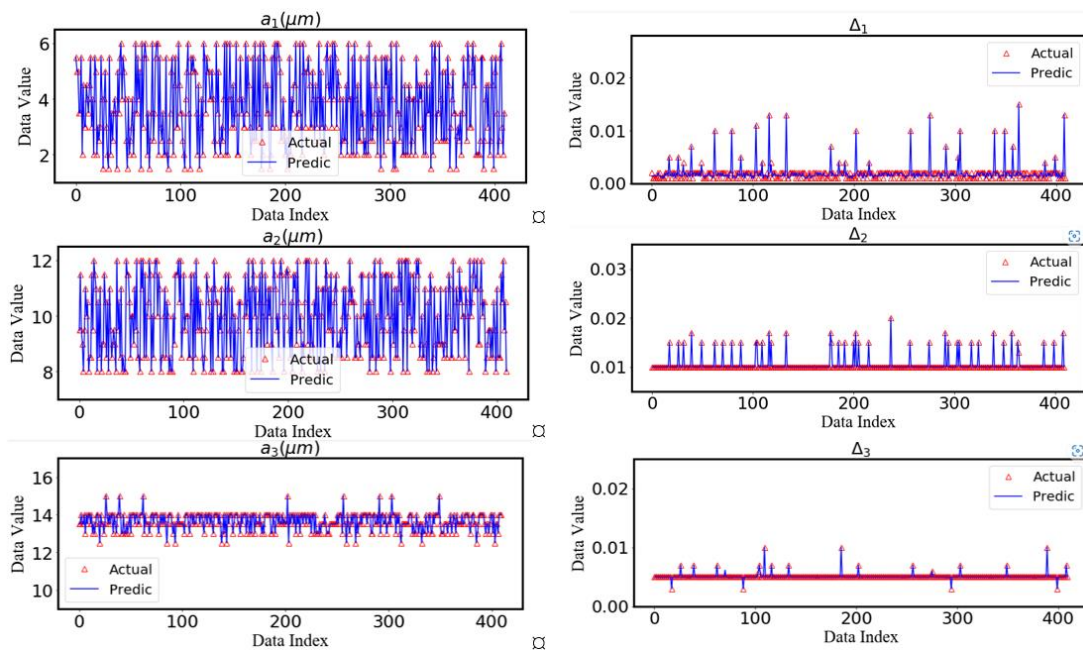 a₁(μm)
Data Value
6
4
2
Actual
Predic
0
100
200
300
400
Data Index
¤
Δ₁
Data Value
0.02
0.01
0.00
Actual
Predic
0
100
200
300
400
Data Index
a₂(μm)
Data Value
12
10
8
Actual
Predic
0
100
200
300
400
Data Index
¤
Δ₂
Data Value
0.03
0.02
0.01
Actual
Predic
0
100
200
300
400
Data Index
a₃(μm)
Data Value
16
14
12
10
Actual
Predic
0
100
200
300
400
Data Index
¤
Δ₃
Data Value
0.02
0.01
0.00
Actual
Predic
0
100
200
300
400
Data Index